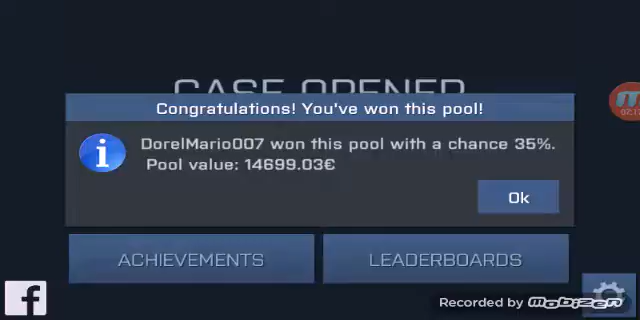 CASE OPENER
Congratulations! You've won this pool!
DorelMario007 won this pool with a chance 35%.
Pool value: 14699.03€
Ok
ACHIEVEMENTS
LEADERBOARDS
Recorded by Mobizen